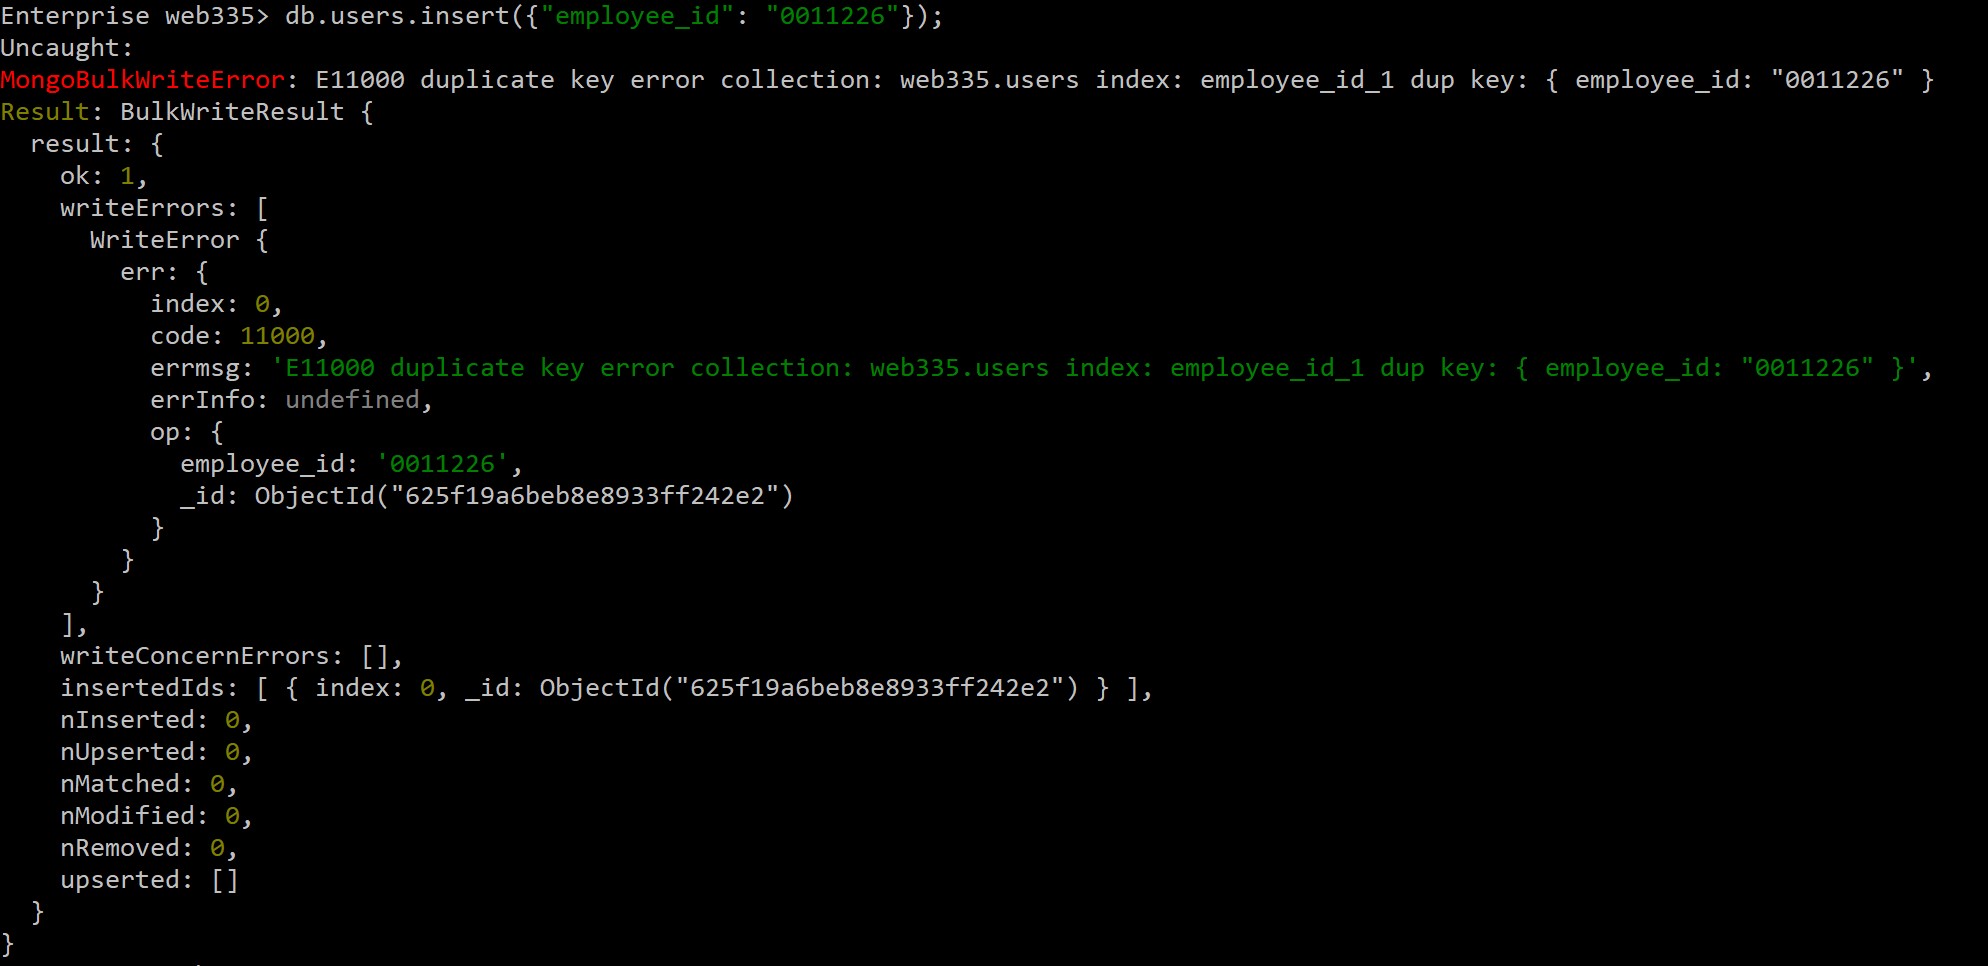 Enterprise web335> db.users.insert({"employee_id": "0011226"});
Uncaught:
MongoBulkWriteError: E11000 duplicate key error collection: web335.users index: employee_id_1 dup key: { employee_id: "0011226" }
Result: BulkWriteResult {
  result: {
    ok: 1,
    writeErrors: [
      WriteError {
        err: {
          index: 0,
          code: 11000,
          errmsg: 'E11000 duplicate key error collection: web335.users index: employee_id_1 dup key: { employee_id: "0011226" }',
          errInfo: undefined,
          op: {
            employee_id: '0011226',
            _id: ObjectId("625f19a6beb8e8933ff242e2")
          }
        }
      }
    ],
    writeConcernErrors: [],
    insertedIds: [ { index: 0, _id: ObjectId("625f19a6beb8e8933ff242e2") } ],
    nInserted: 0,
    nUpserted: 0,
    nMatched: 0,
    nModified: 0,
    nRemoved: 0,
    upserted: []
  }
}